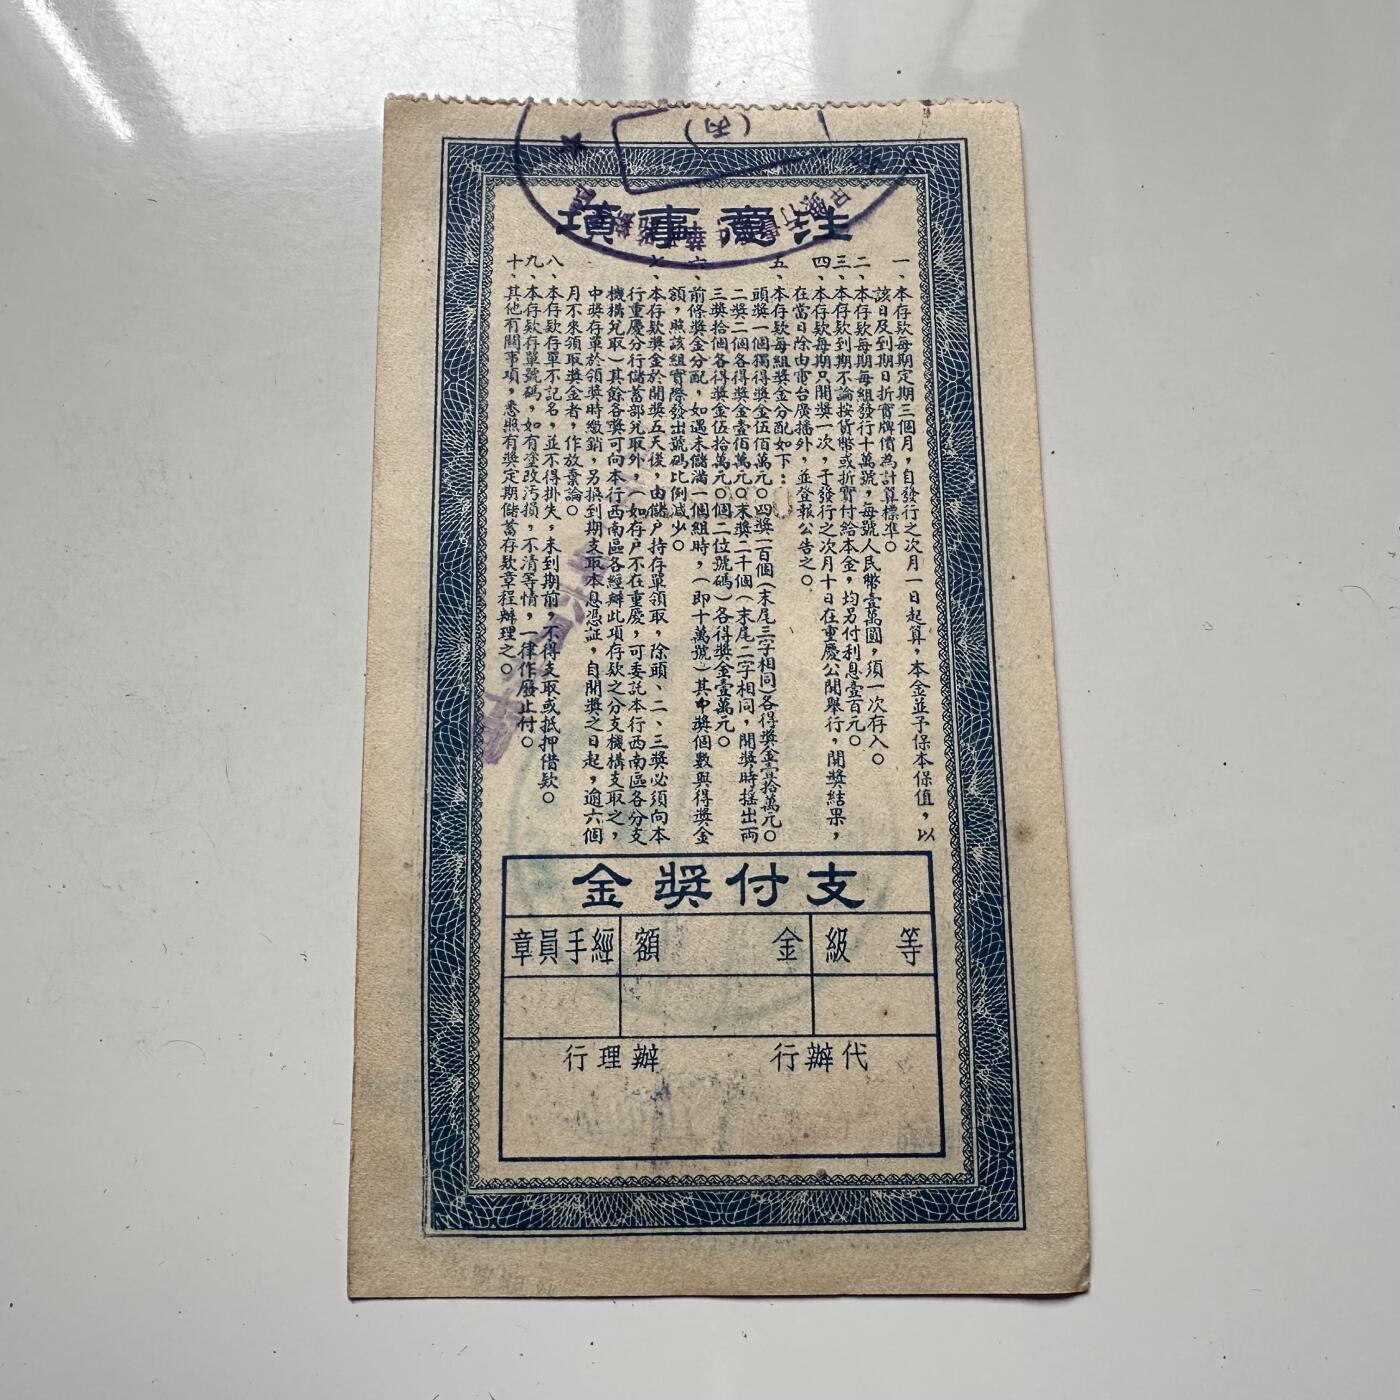 (丙)
注意事項
一、本存款每期定期三個月，自發行之次月一日起算，本金並予保本保值，以
該日及到期日折實牌價為計算標準。
二、本存款每期每組發行十萬號，每號人民幣壹萬圓，須一次存入。
三、本存款到期不論按貨幣或折實付給本金，均另付利息壹百元。
四、本存款每期只開獎一次，于發行之次月十日在重慶公開舉行，開獎結果，
在當日除由電台廣播外，並登報公告之。
五、本存款每組獎金分配如下：
頭獎一個獨得獎金伍佰萬元。四獎一百個(末尾三字相同)各得獎金壹拾萬元。
二獎二個各得獎金壹佰萬元。末獎二千個(末尾二字相同，開獎時搖出兩
三獎拾個各得獎金伍拾萬元。個二位號碼)各得獎金壹萬元。
六、前條獎金分配，如遇未儲滿一個組時，(即十萬號)其中獎個數與得獎金
額，照該組實際發出號碼比例減少。
七、本存款獎金於開獎五天後，由儲戶持存單領取，除頭、二、三獎必須向本
行重慶分行儲蓄部兌取外，(如存戶不在重慶，可委託本行西南區各分支
機構兌取)其餘各獎可向本行西南區各經辦此項存款之分支機構支取之，
中獎存單於領獎時繳銷，另換到期支取本息憑証，自開獎之日起，逾六個
月不來領取獎金者，作放棄論。
八、本存款存單不記名，並不得掛失，未到期前，不得支取或抵押借款。
九、本存款存單號碼，如有塗改污損，不清等情，一律作廢止付。
十、其他有關事項，悉照有獎定期儲蓄存款章程辦理之。
支付獎金
等級 金額 經手員章
代辦行 辦理行